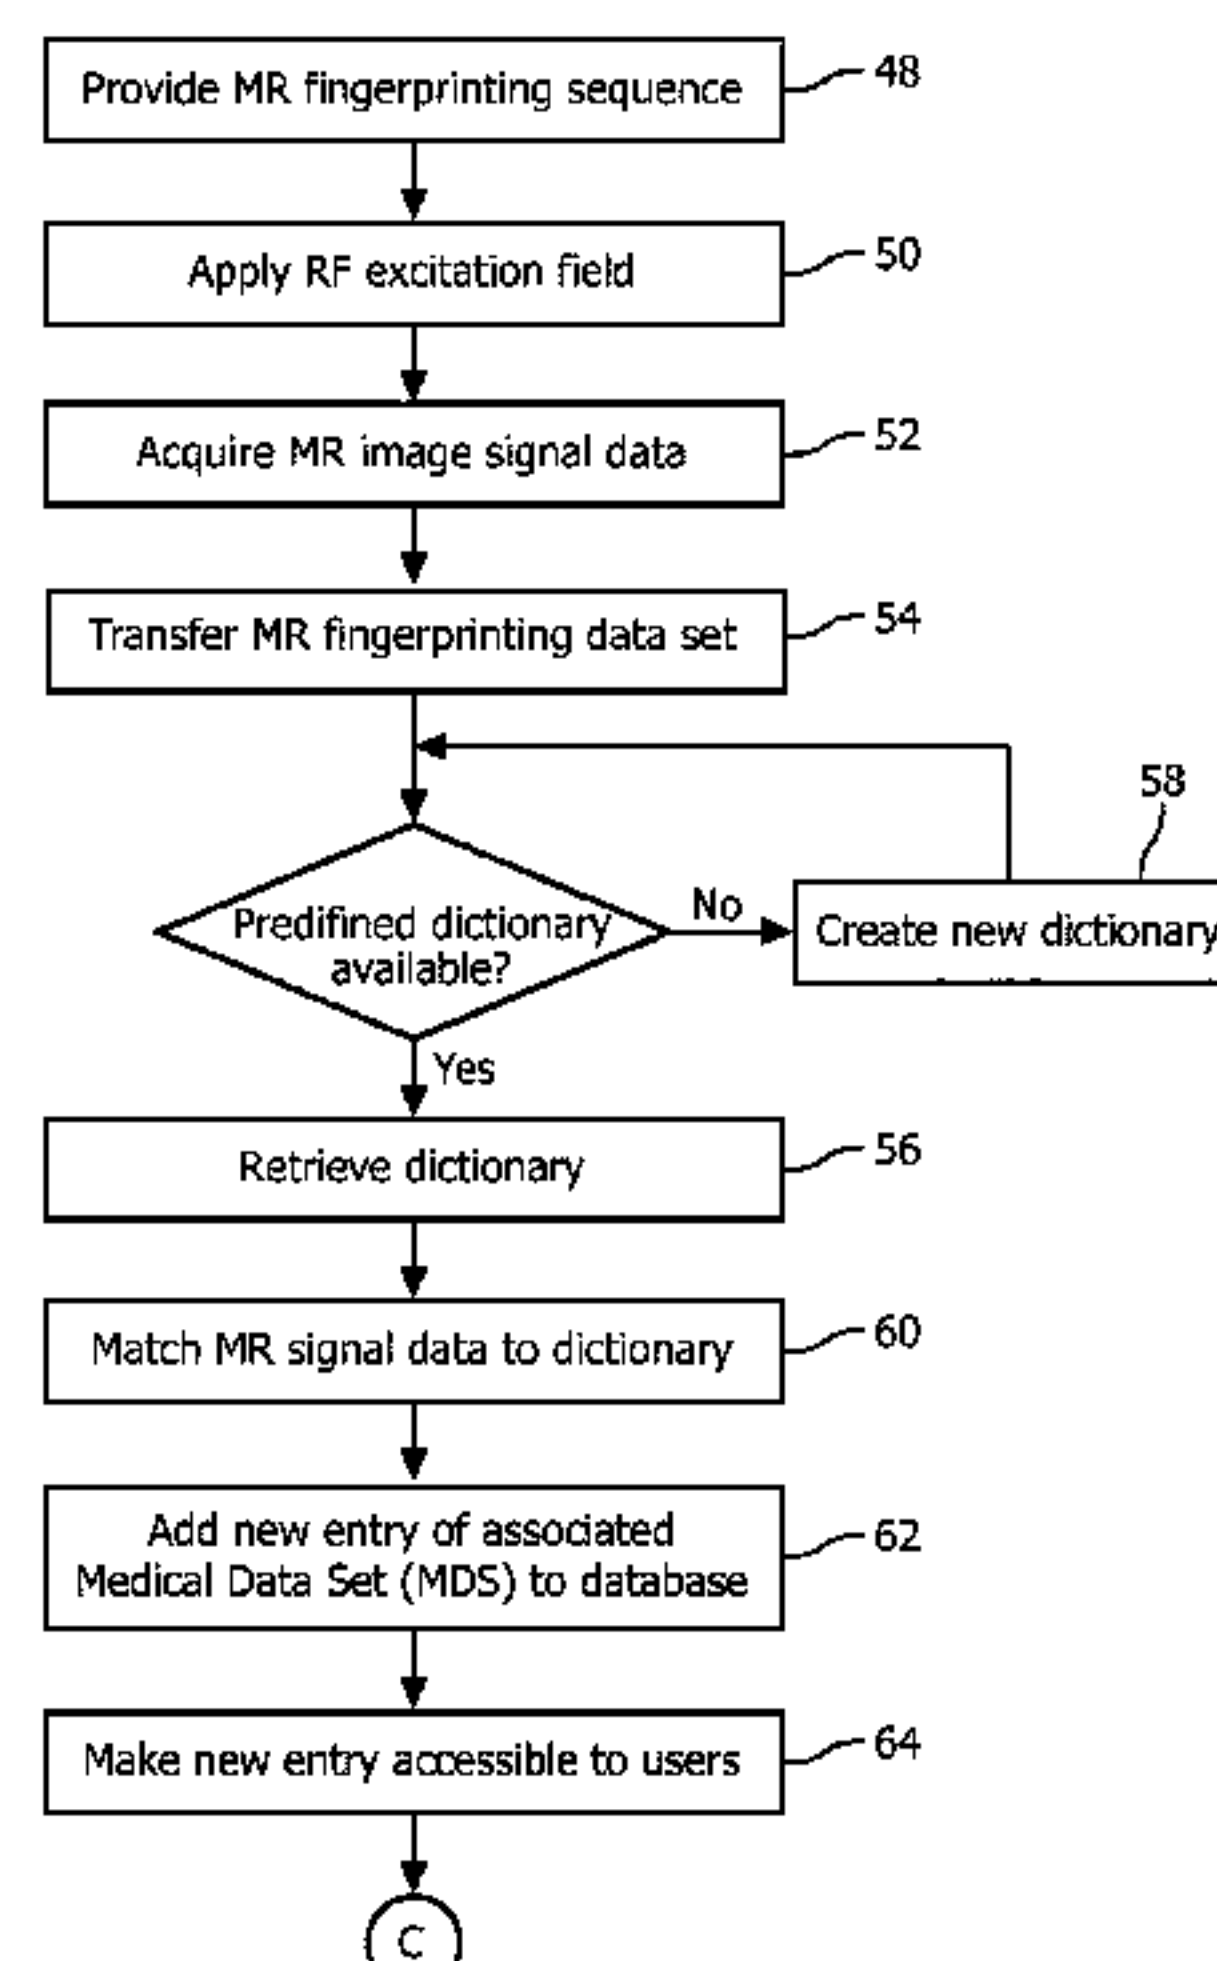 Provide MR fingerprinting sequence
48
Apply RF excitation field
50
Acquire MR image signal data
52
Transfer MR fingerprinting data set
54
58
Predifined dictionary
available?
No
Create new dictionary
Yes
Retrieve dictionary
56
Match MR signal data to dictionary
60
Add new entry of associated
Medical Data Set (MDS) to database
62
Make new entry accessible to users
64
C